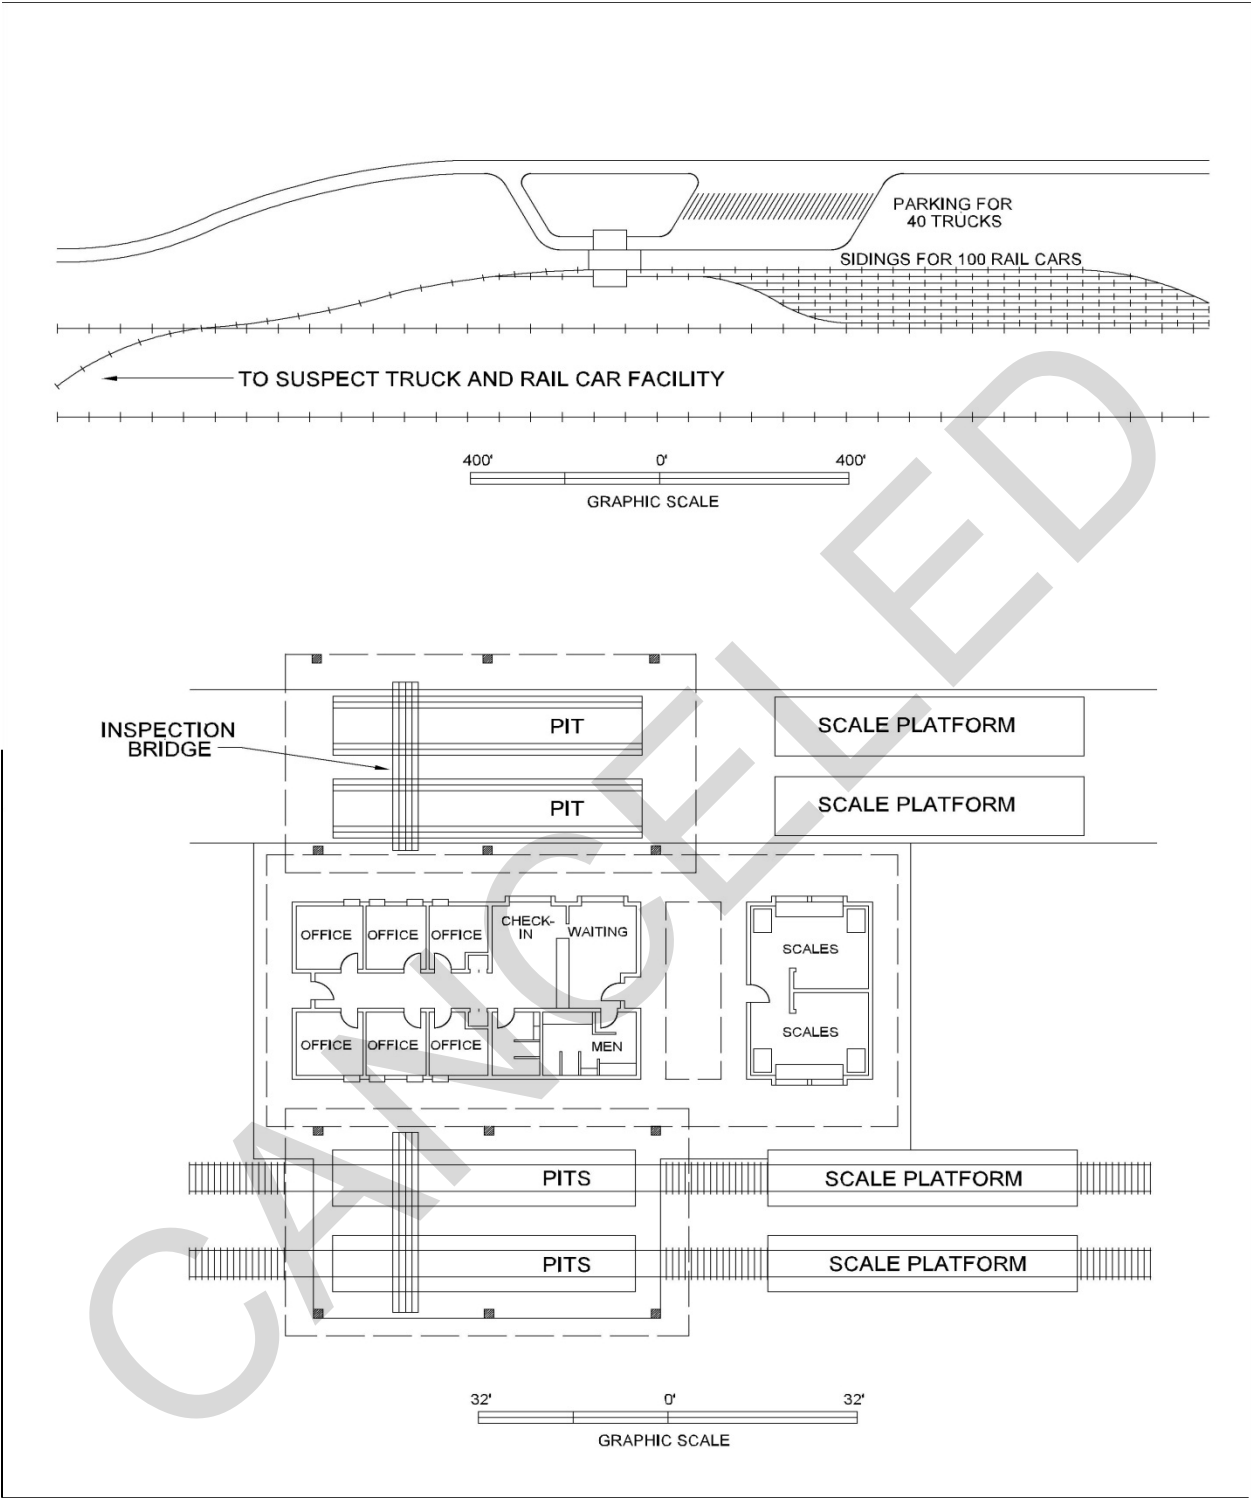 PARKING FOR
40 TRUCKS
SIDINGS FOR 100 RAIL CARS
TO SUSPECT TRUCK AND RAIL CAR FACILITY
400' 0' 400'
GRAPHIC SCALE
INSPECTION
BRIDGE
PIT
SCALE PLATFORM
PIT
SCALE PLATFORM
OFFICE OFFICE OFFICE
CHECK-
IN
WAITING
SCALES
OFFICE OFFICE OFFICE
MEN
SCALES
PITS
SCALE PLATFORM
PITS
SCALE PLATFORM
32' 0' 32'
GRAPHIC SCALE
CANCELED